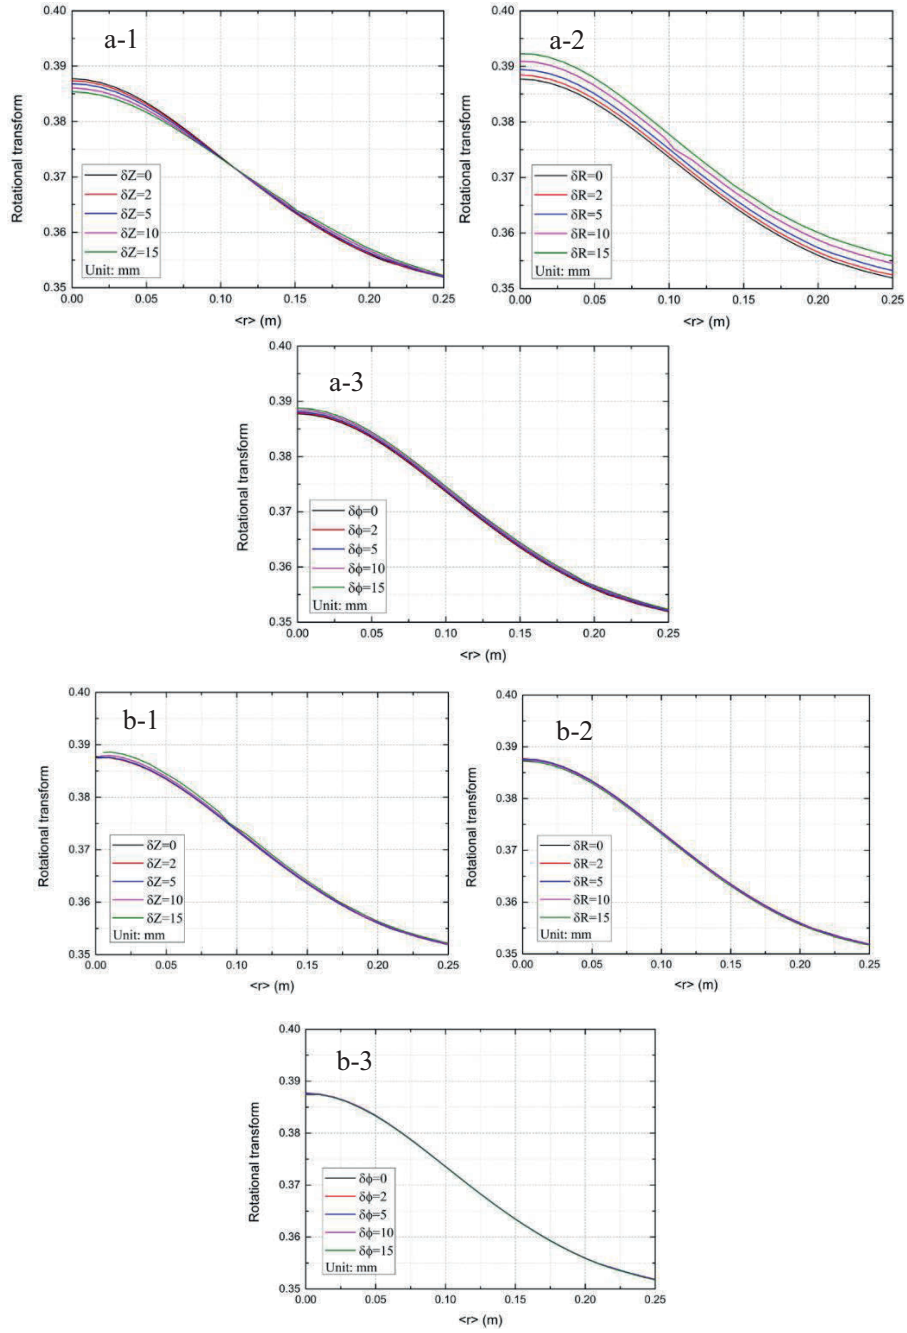 a-1
0.40
0.39
0.38
0.37
0.36
0.35
Rotational transform
δZ=0
δZ=2
δZ=5
δZ=10
δZ=15
Unit: mm
0.00 0.05 0.10 0.15 0.20 0.25
<r> (m)
a-2
0.40
0.39
0.38
0.37
0.36
0.35
Rotational transform
δR=0
δR=2
δR=5
δR=10
δR=15
Unit: mm
0.00 0.05 0.10 0.15 0.20 0.25
<r> (m)
a-3
0.40
0.39
0.38
0.37
0.36
0.35
Rotational transform
δϕ=0
δϕ=2
δϕ=5
δϕ=10
δϕ=15
Unit: mm
0.00 0.05 0.10 0.15 0.20 0.25
<r> (m)
b-1
0.40
0.39
0.38
0.37
0.36
0.35
Rotational transform
δZ=0
δZ=2
δZ=5
δZ=10
δZ=15
Unit: mm
0.00 0.05 0.10 0.15 0.20 0.25
<r> (m)
b-2
0.40
0.39
0.38
0.37
0.36
0.35
Rotational transform
δR=0
δR=2
δR=5
δR=10
δR=15
Unit: mm
0.00 0.05 0.10 0.15 0.20 0.25
<r> (m)
b-3
0.40
0.39
0.38
0.37
0.36
0.35
Rotational transform
δϕ=0
δϕ=2
δϕ=5
δϕ=10
δϕ=15
Unit: mm
0.00 0.05 0.10 0.15 0.20 0.25
<r> (m)